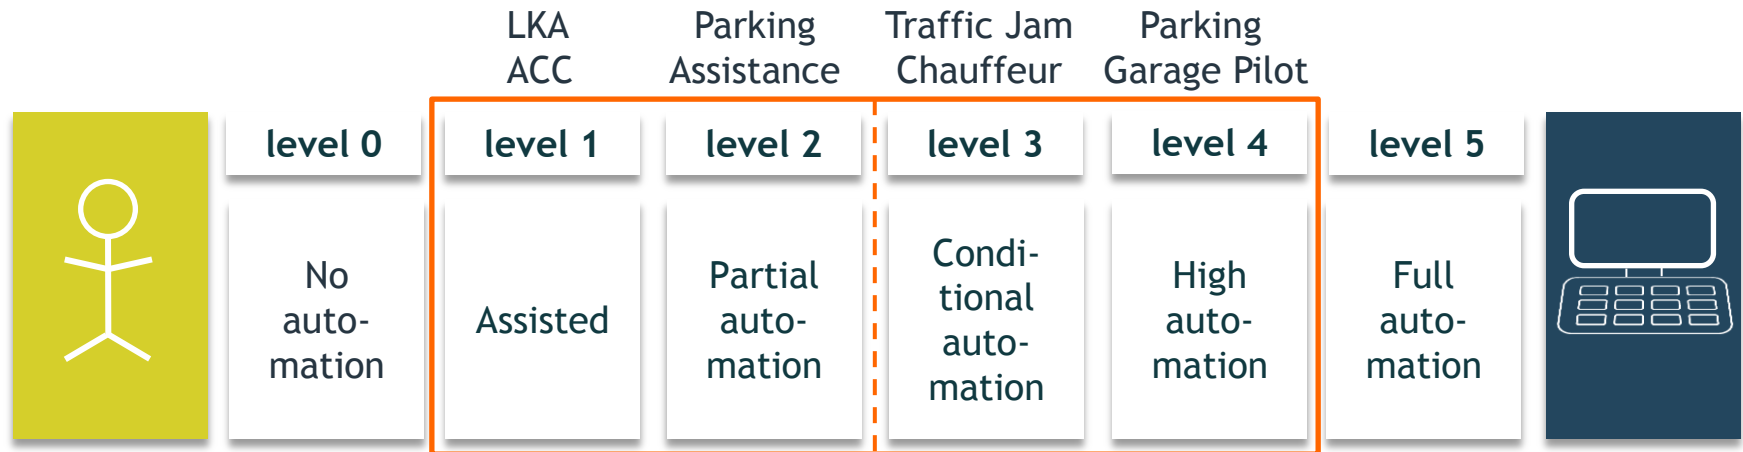 LKA
ACC
Parking
Assistance
Traffic Jam
Chauffeur
Parking
Garage Pilot
level 0
level 1
level 2
level 3
level 4
level 5
No
auto-
mation
Assisted
Partial
auto-
mation
Condi-
tional
auto-
mation
High
auto-
mation
Full
auto-
mation